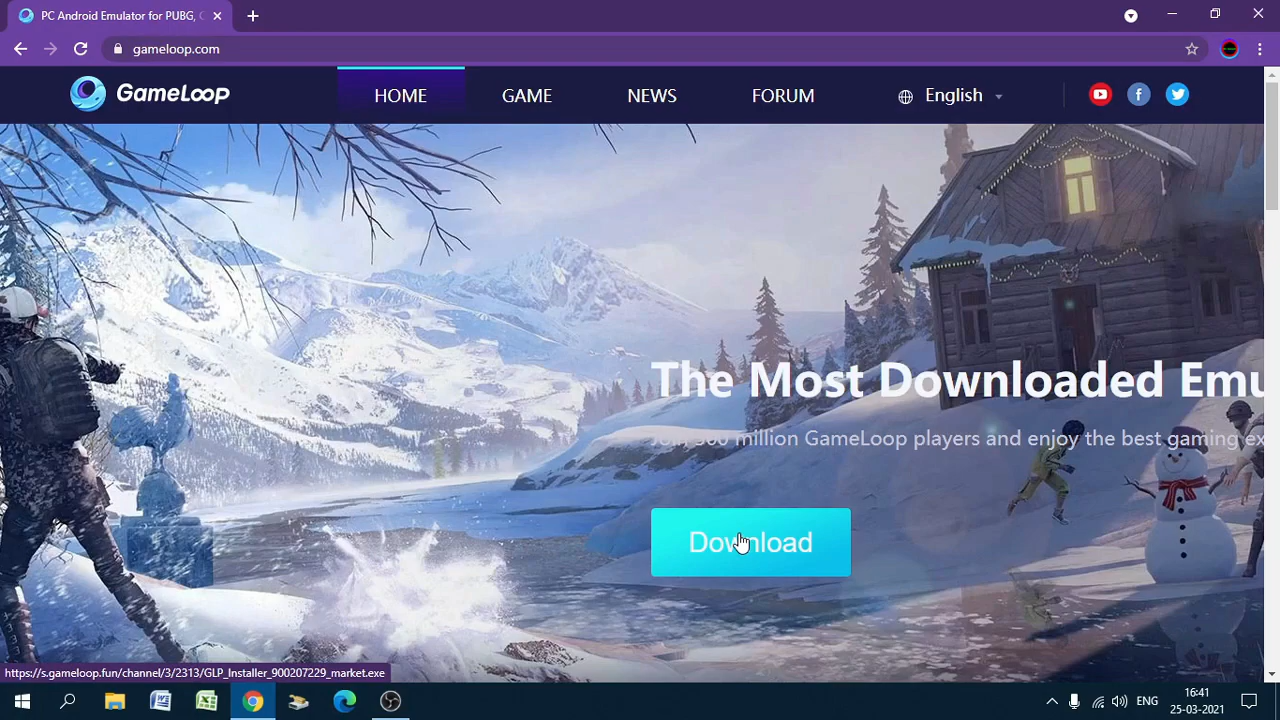 PC Android Emulator for PUBG, C
gameloop.com
GameLoop
HOME
GAME
NEWS
FORUM
English
The Most Downloaded Emu
Join 500 million GameLoop players and enjoy the best gaming ex
Download
https://s.gameloop.fun/channel/3/2313/GLP_Installer_900207229_market.exe
ENG
16:41
25-03-2021